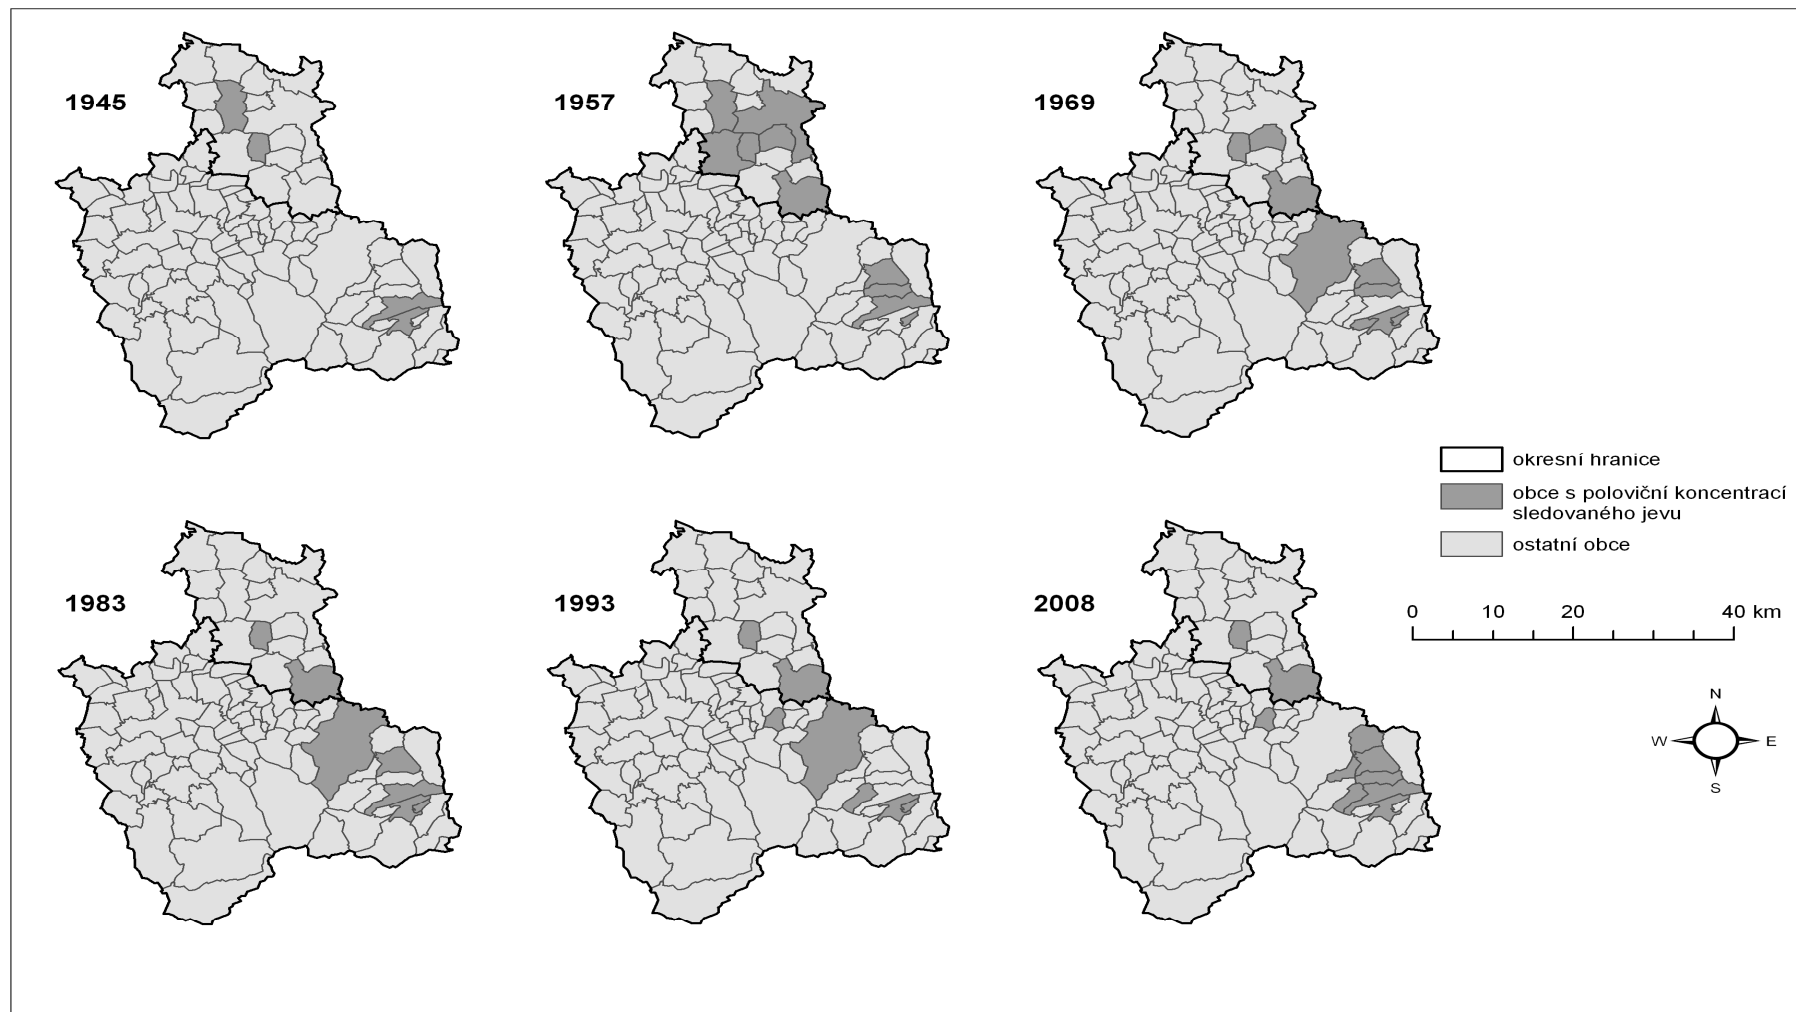 1945
1957
1969
okresní hranice
obce s poloviční koncentrací
sledovaného jevu
ostatní obce
1983
1993
2008
0 10 20 40 km
N
W E
S